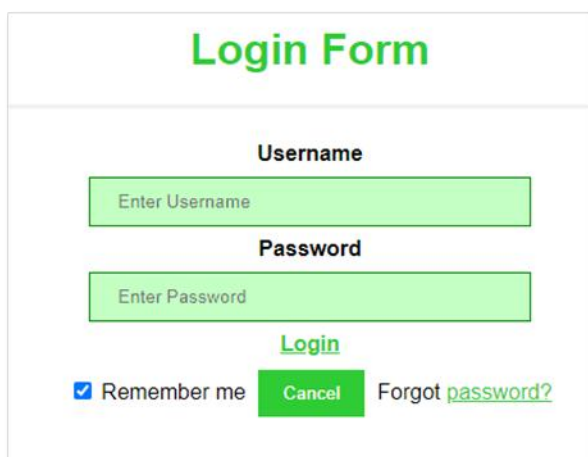 Login Form
Username
Enter Username
Password
Enter Password
Login
Remember me Cancel Forgot password?